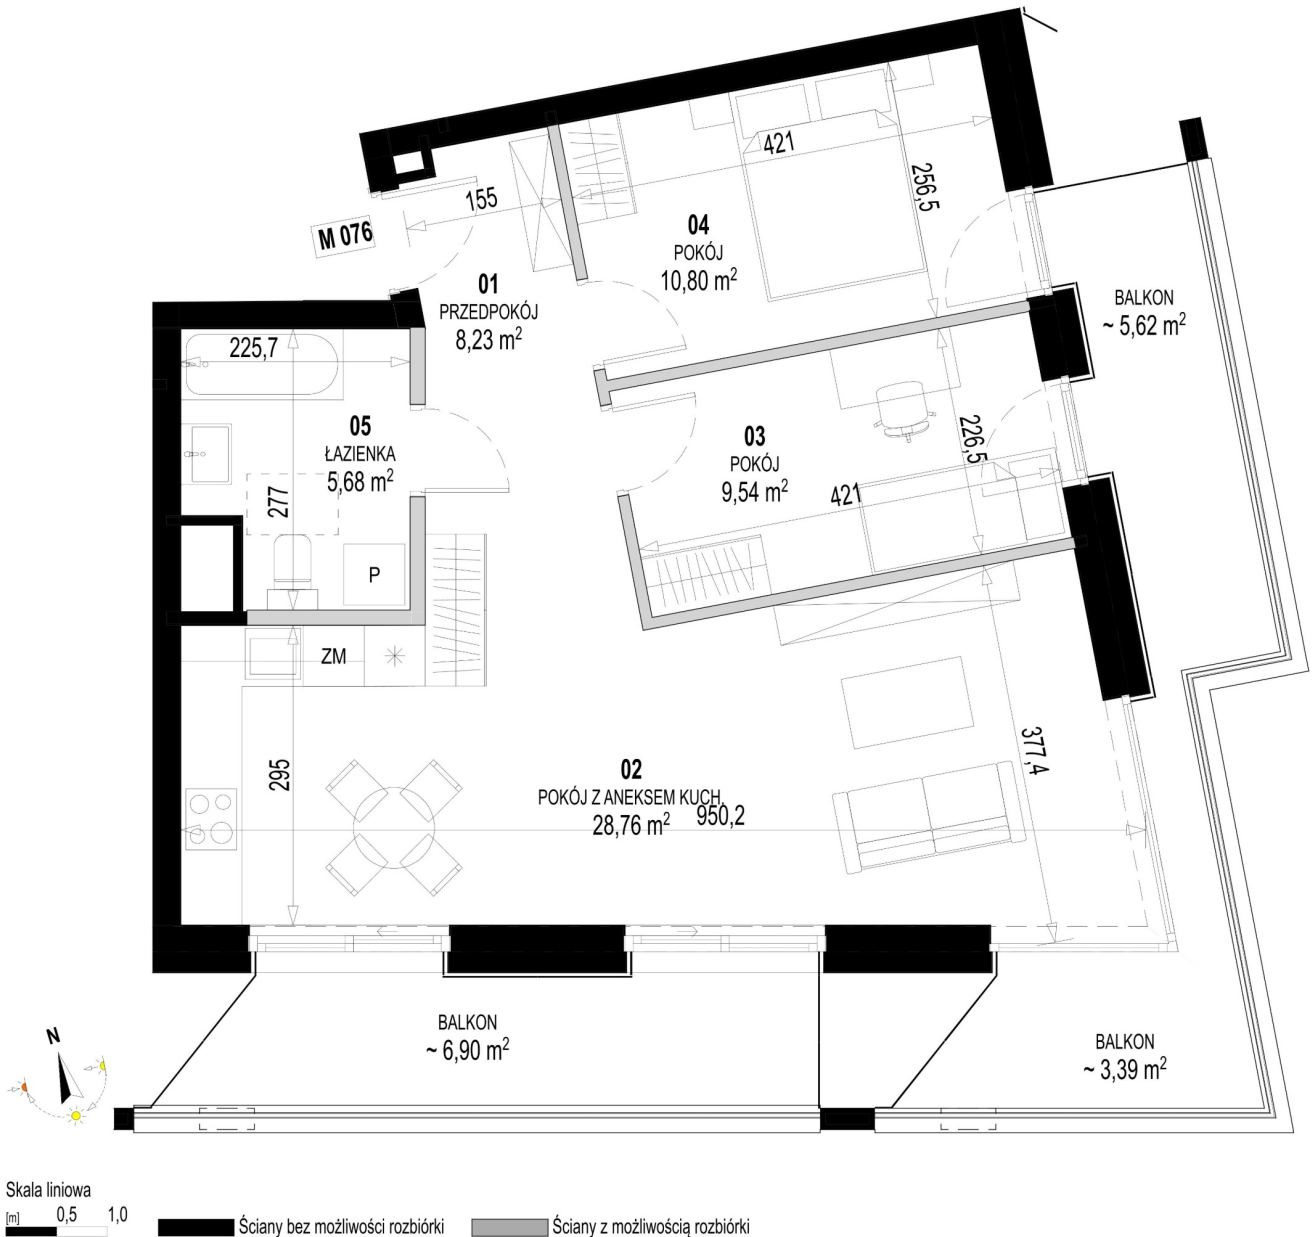 421
256,5
155
M 076
04
POKÓJ
10,80 m²
01
PRZEDPOKÓJ
8,23 m²
BALKON
~ 5,62 m²
225,7
05
ŁAZIENKA
5,68 m²
277
P
03
POKÓJ
9,54 m²
226,5
421
ZM
295
02
POKÓJ Z ANEKSEM KUCH.
28,76 m²
950,2
377,4
BALKON
~ 6,90 m²
BALKON
~ 3,39 m²
N
Skala liniowa
[m] 0,5 1,0
Ściany bez możliwości rozbiórki
Ściany z możliwością rozbiórki